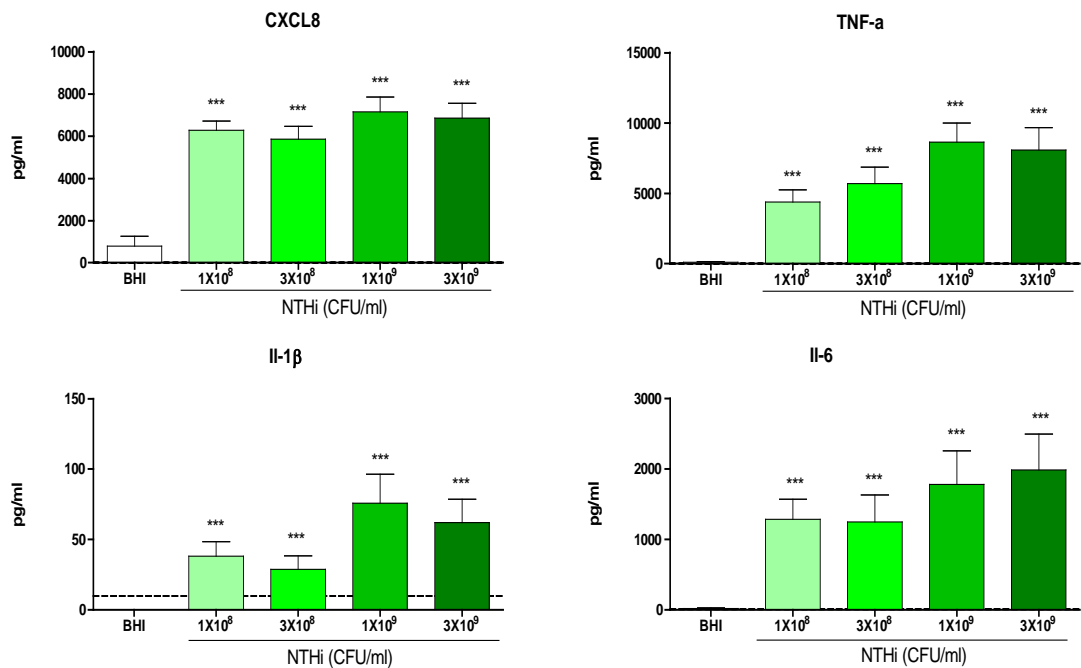 CXCL8
10000
8000
6000
4000
2000
0
pg/ml
*** *** *** ***
BHI 1X10⁸ 3X10⁸ 1X10⁹ 3X10⁹
NTHi (CFU/ml)
TNF-a
15000
10000
5000
0
pg/ml
*** *** *** ***
BHI 1X10⁸ 3X10⁸ 1X10⁹ 3X10⁹
NTHi (CFU/ml)
Il-1β
150
100
50
0
pg/ml
*** *** *** ***
BHI 1X10⁸ 3X10⁸ 1X10⁹ 3X10⁹
NTHi (CFU/ml)
Il-6
3000
2000
1000
0
pg/ml
*** *** *** ***
BHI 1X10⁸ 3X10⁸ 1X10⁹ 3X10⁹
NTHi (CFU/ml)